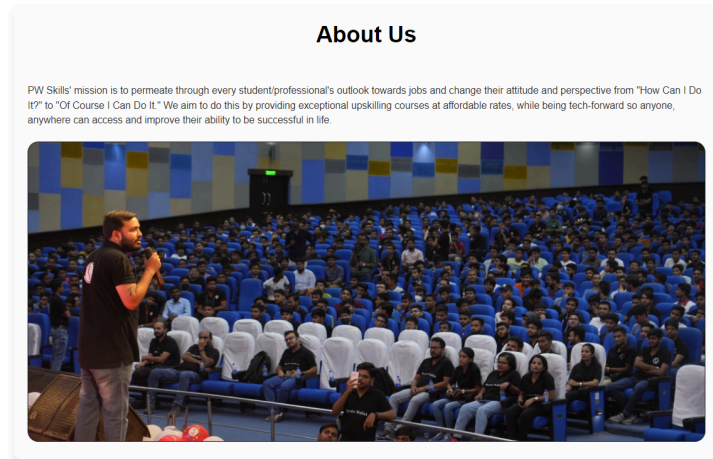 About Us
PW Skills' mission is to permeate through every student/professional's outlook towards jobs and change their attitude and perspective from "How Can I Do
It?" to "Of Course I Can Do It." We aim to do this by providing exceptional upskilling courses at affordable rates, while being tech-forward so anyone,
anywhere can access and improve their ability to be successful in life.